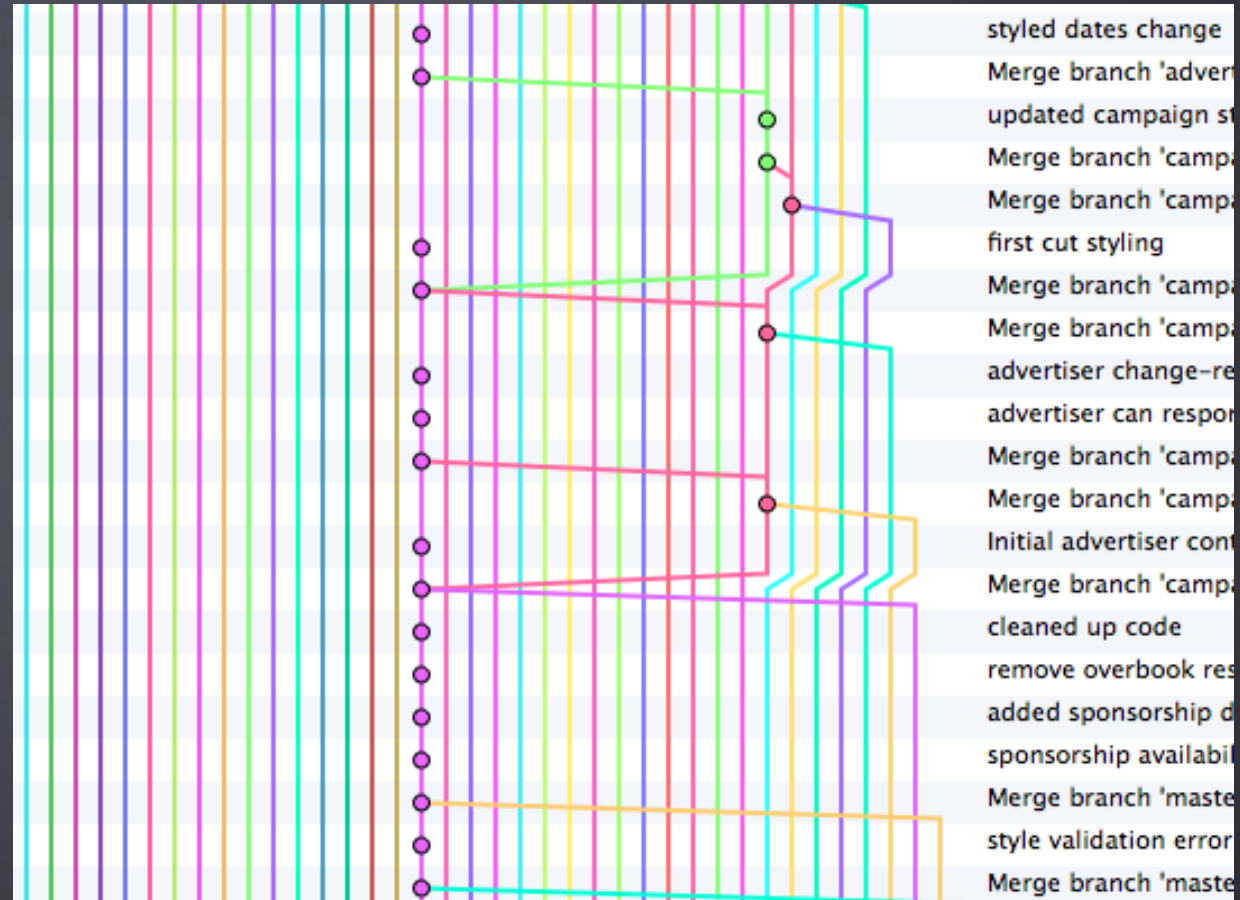 styled dates change
Merge branch 'adver
updated campaign st
Merge branch 'campa
Merge branch 'campa
first cut styling
Merge branch 'campa
Merge branch 'campa
advertiser change-re
advertiser can respon
Merge branch 'campa
Merge branch 'campa
Initial advertiser cont
Merge branch 'campa
cleaned up code
remove overbook res
added sponsorship d
sponsorship availabil
Merge branch 'maste
style validation error
Merge branch 'maste